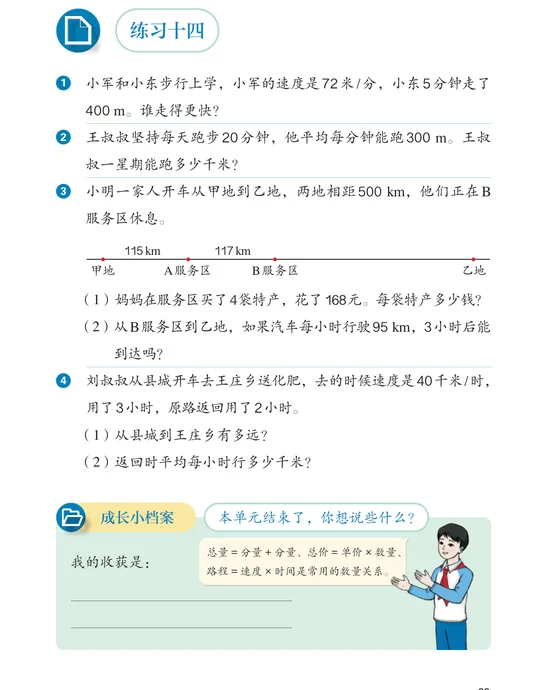 练习十四
1 小军和小东步行上学，小军的速度是72米/分，小东5分钟走了
400 m。谁走得更快？
2 王叔叔坚持每天跑步20分钟，他平均每分钟能跑300 m。王叔
叔一星期能跑多少千米？
3 小明一家人开车从甲地到乙地，两地相距500 km，他们正在B
服务区休息。
115 km 117 km
甲地 A服务区 B服务区 乙地
（1）妈妈在服务区买了4袋特产，花了168元。每袋特产多少钱？
（2）从B服务区到乙地，如果汽车每小时行驶95 km，3小时后能
到达吗？
4 刘叔叔从县城开车去王庄乡送化肥，去的时候速度是40千米/时，
用了3小时，原路返回用了2小时。
（1）从县城到王庄乡有多远？
（2）返回时平均每小时行多少千米？
成长小档案 本单元结束了，你想说些什么？
我的收获是：
总量=分量+分量、总价=单价×数量、
路程=速度×时间是常用的数量关系。